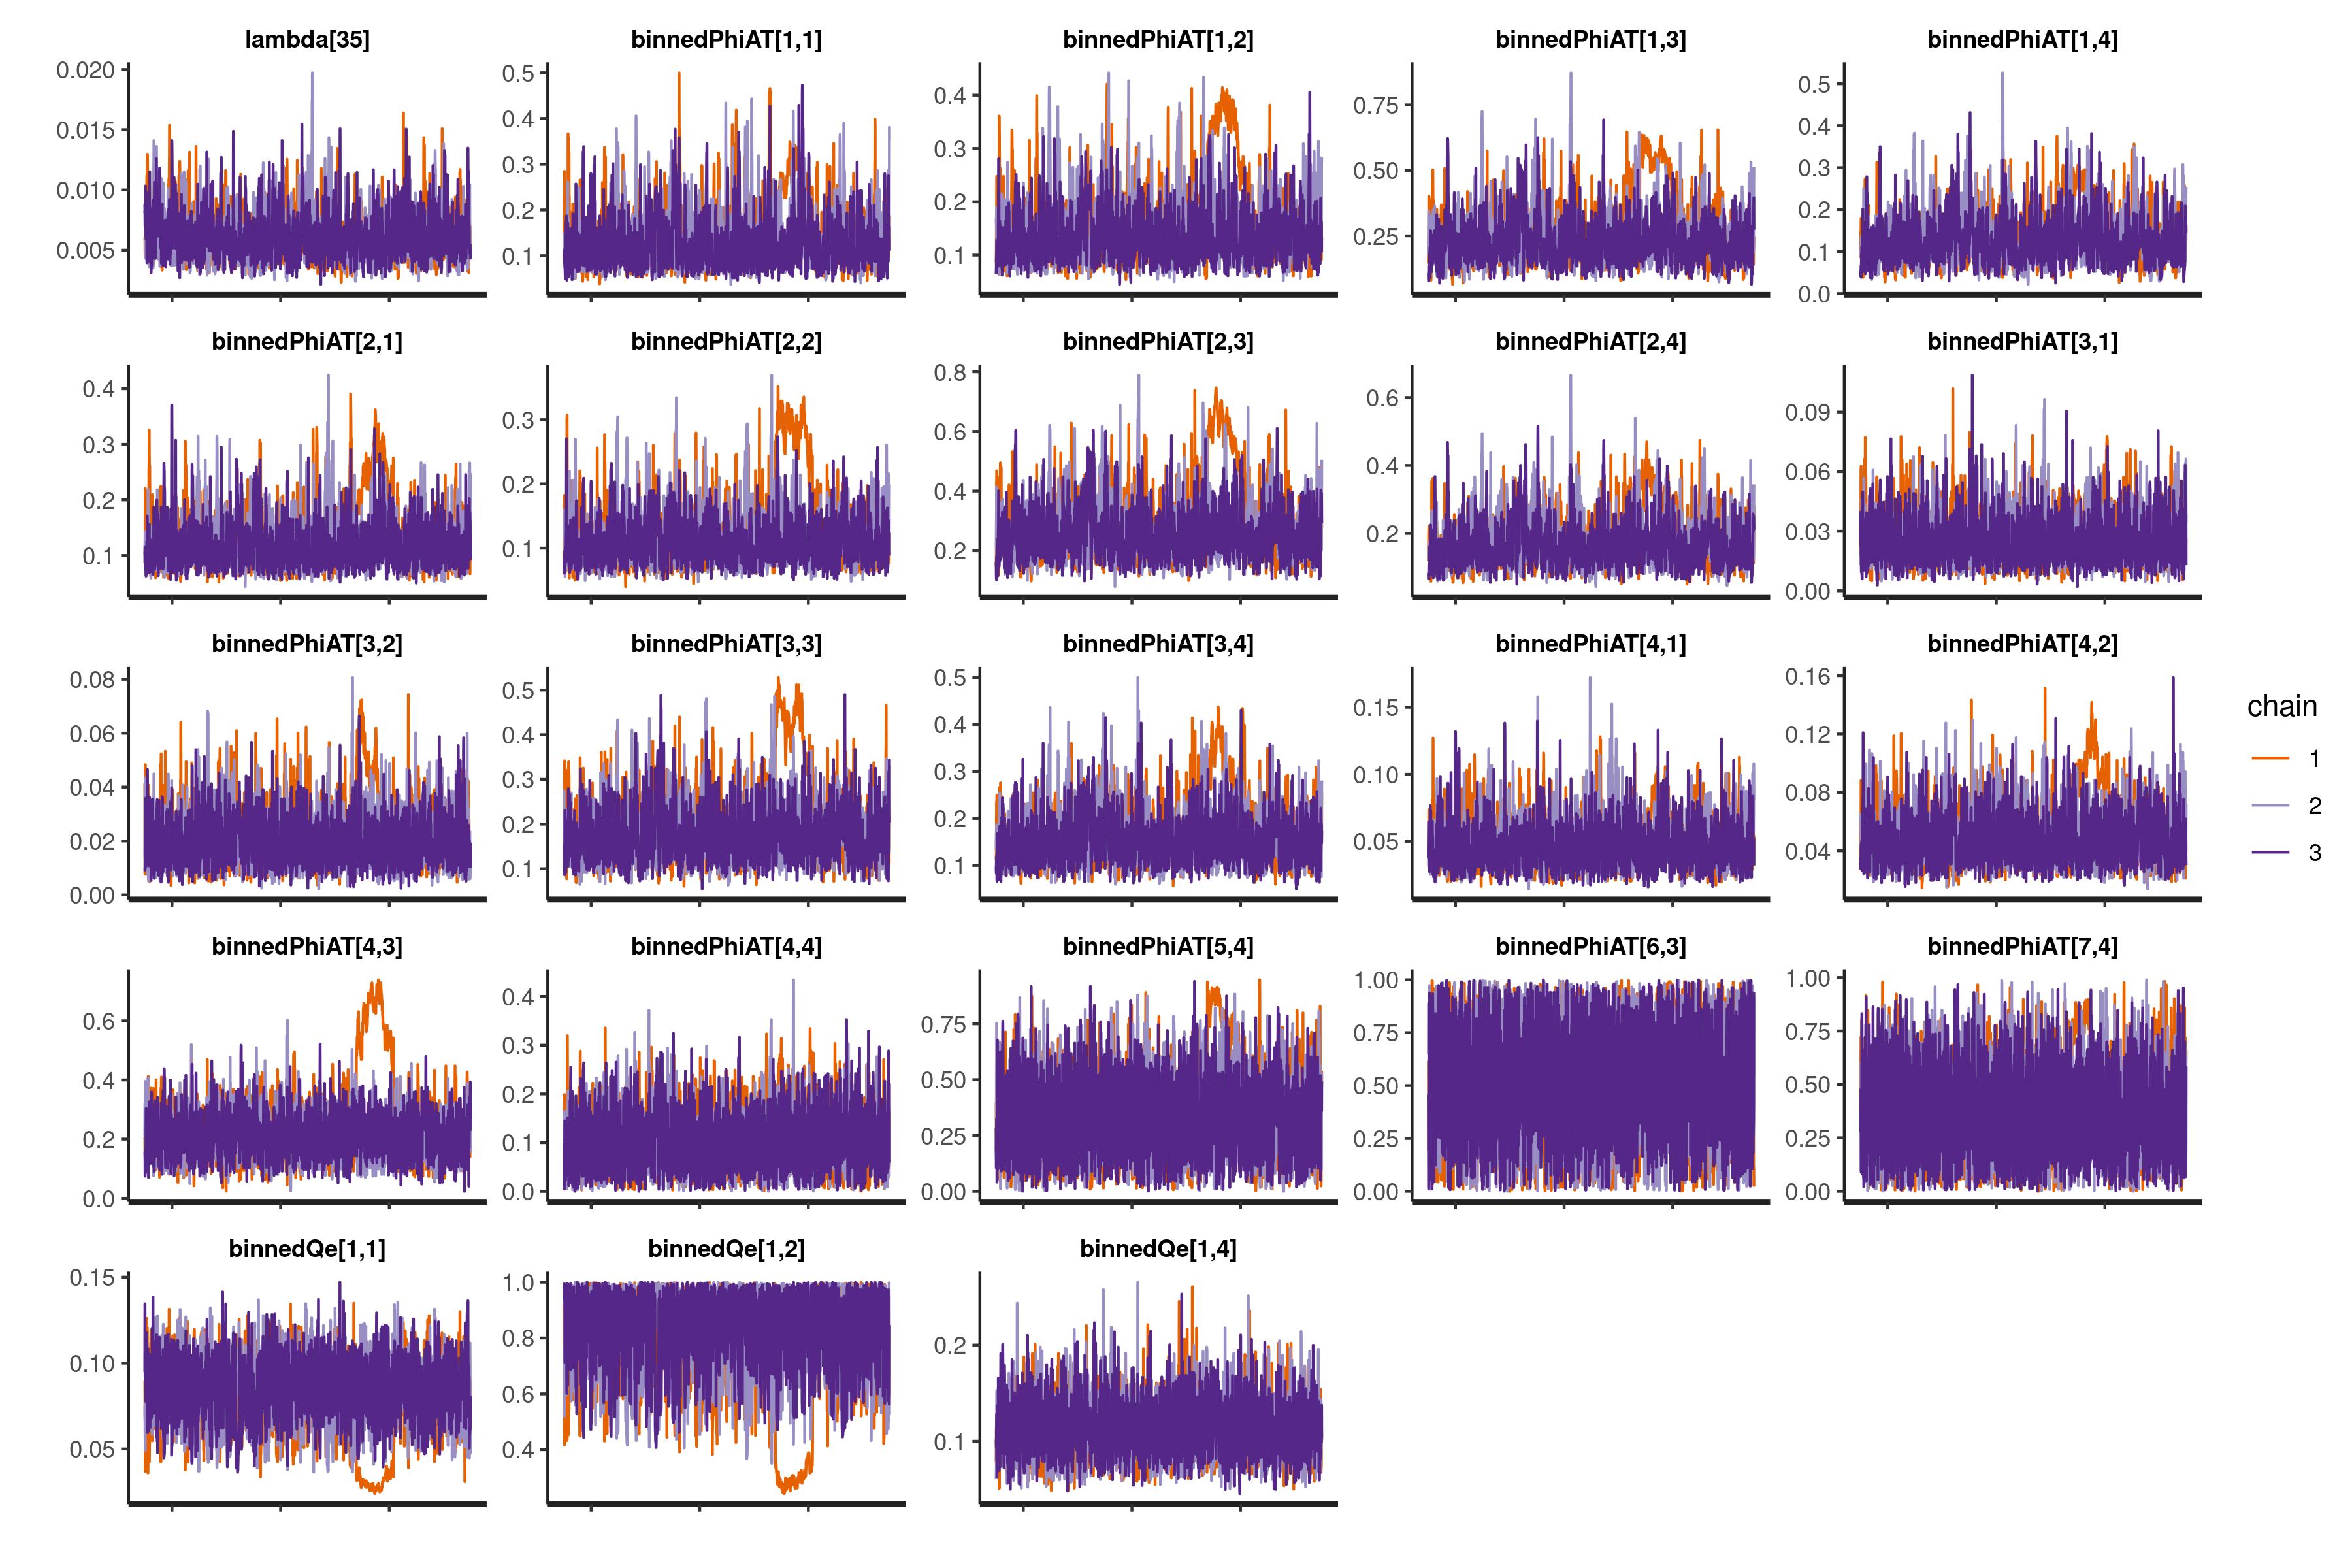 lambda[35] binnedPhiAT[1,1] binnedPhiAT[1,2] binnedPhiAT[1,3] binnedPhiAT[1,4]
0.020 0.015 0.010 0.005
0.5 0.4 0.3 0.2 0.1
0.4 0.3 0.2 0.1
0.75 0.50 0.25
0.5 0.4 0.3 0.2 0.1 0.0
binnedPhiAT[2,1] binnedPhiAT[2,2] binnedPhiAT[2,3] binnedPhiAT[2,4] binnedPhiAT[3,1]
0.4 0.3 0.2 0.1
0.3 0.2 0.1
0.8 0.6 0.4 0.2
0.6 0.4 0.2
0.09 0.06 0.03 0.00
binnedPhiAT[3,2] binnedPhiAT[3,3] binnedPhiAT[3,4] binnedPhiAT[4,1] binnedPhiAT[4,2]
0.08 0.06 0.04 0.02 0.00
0.5 0.4 0.3 0.2 0.1
0.5 0.4 0.3 0.2 0.1
0.15 0.10 0.05
0.16 0.12 0.08 0.04
chain
1
2
3
binnedPhiAT[4,3] binnedPhiAT[4,4] binnedPhiAT[5,4] binnedPhiAT[6,3] binnedPhiAT[7,4]
0.6 0.4 0.2 0.0
0.4 0.3 0.2 0.1 0.0
0.75 0.50 0.25 0.00
1.00 0.75 0.50 0.25 0.00
1.00 0.75 0.50 0.25 0.00
binnedQe[1,1] binnedQe[1,2] binnedQe[1,4]
0.15 0.10 0.05
1.0 0.8 0.6 0.4
0.2 0.1